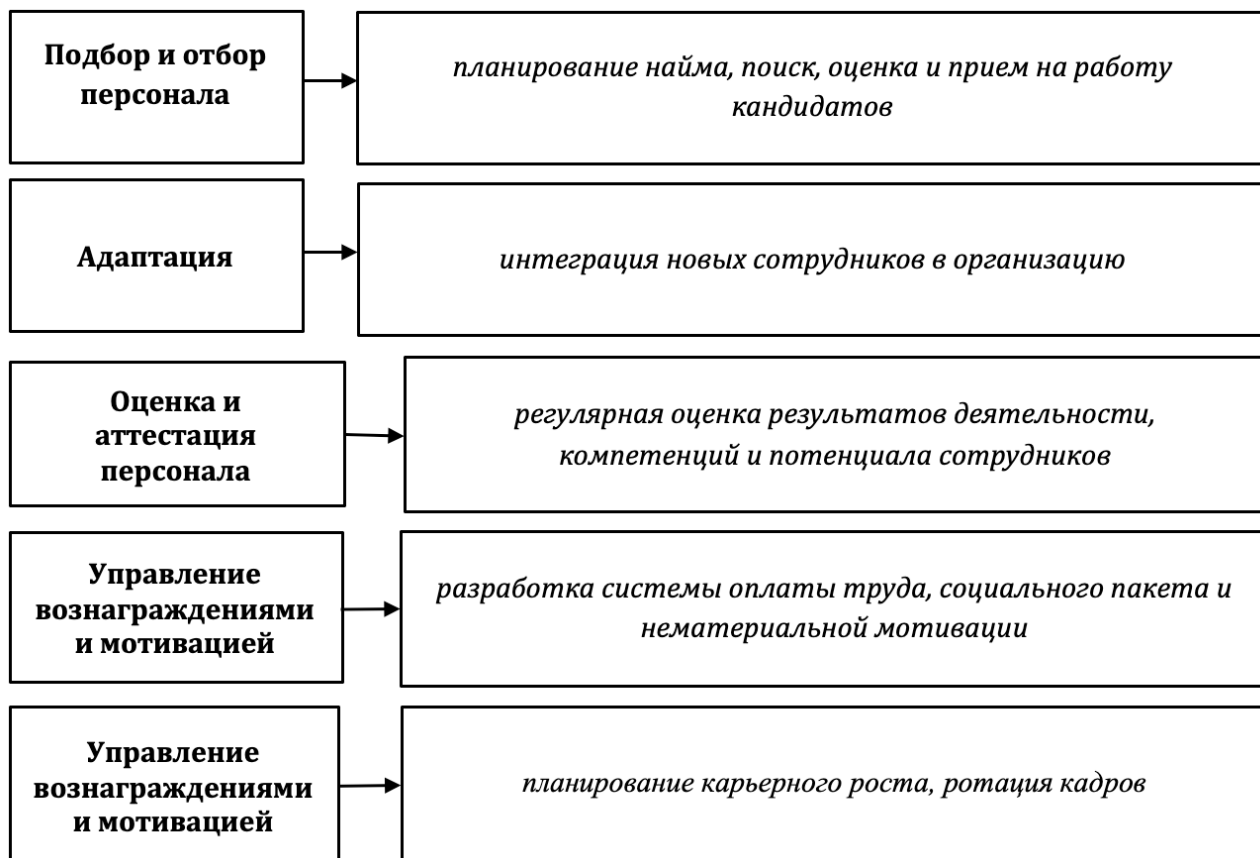 Подбор и отбор
персонала
планирование найма, поиск, оценка и прием на работу
кандидатов
Адаптация
интеграция новых сотрудников в организацию
Оценка и
аттестация
персонала
регулярная оценка результатов деятельности,
компетенций и потенциала сотрудников
Управление
вознаграждениями
и мотивацией
разработка системы оплаты труда, социального пакета и
нематериальной мотивации
Управление
вознаграждениями
и мотивацией
планирование карьерного роста, ротация кадров